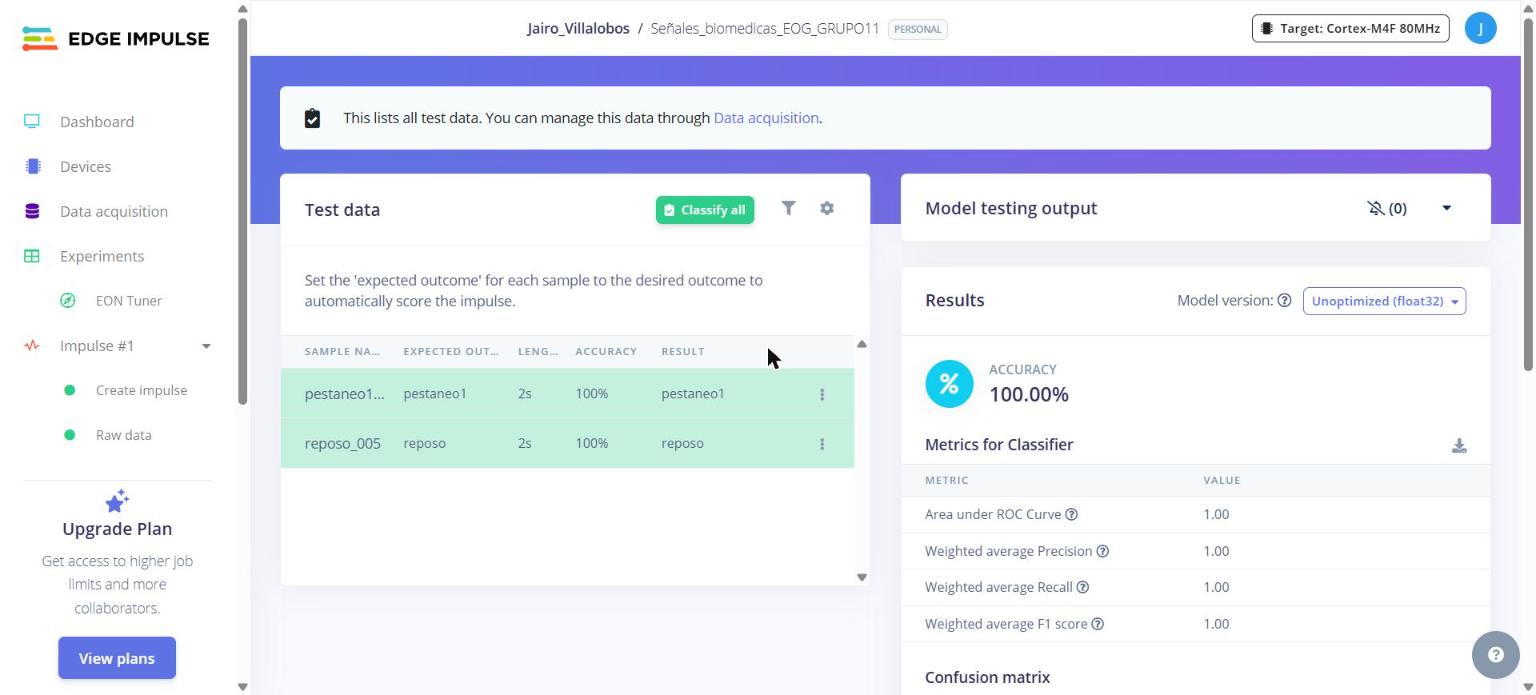 EDGE IMPULSE
Dashboard
Devices
Data acquisition
Experiments
EON Tuner
Impulse #1
Create impulse
Raw data
Upgrade Plan
Get access to higher job
limits and more
collaborators.
View plans
Jairo_Villalobos / Señales_biomedicas_EOG_GRUPO11 PERSONAL
Target: Cortex-M4F 80MHz
J
This lists all test data. You can manage this data through Data acquisition.
Test data
Classify all
Set the 'expected outcome' for each sample to the desired outcome to
automatically score the impulse.
SAMPLE NA... EXPECTED OUT... LENG... ACCURACY RESULT
pestaneo1... pestaneo1 2s 100% pestaneo1
reposo_005 reposo 2s 100% reposo
Model testing output
(0)
Results
Model version: ? Unoptimized (float32)
%
ACCURACY
100.00%
Metrics for Classifier
METRIC VALUE
Area under ROC Curve ? 1.00
Weighted average Precision ? 1.00
Weighted average Recall ? 1.00
Weighted average F1 score ? 1.00
Confusion matrix
?